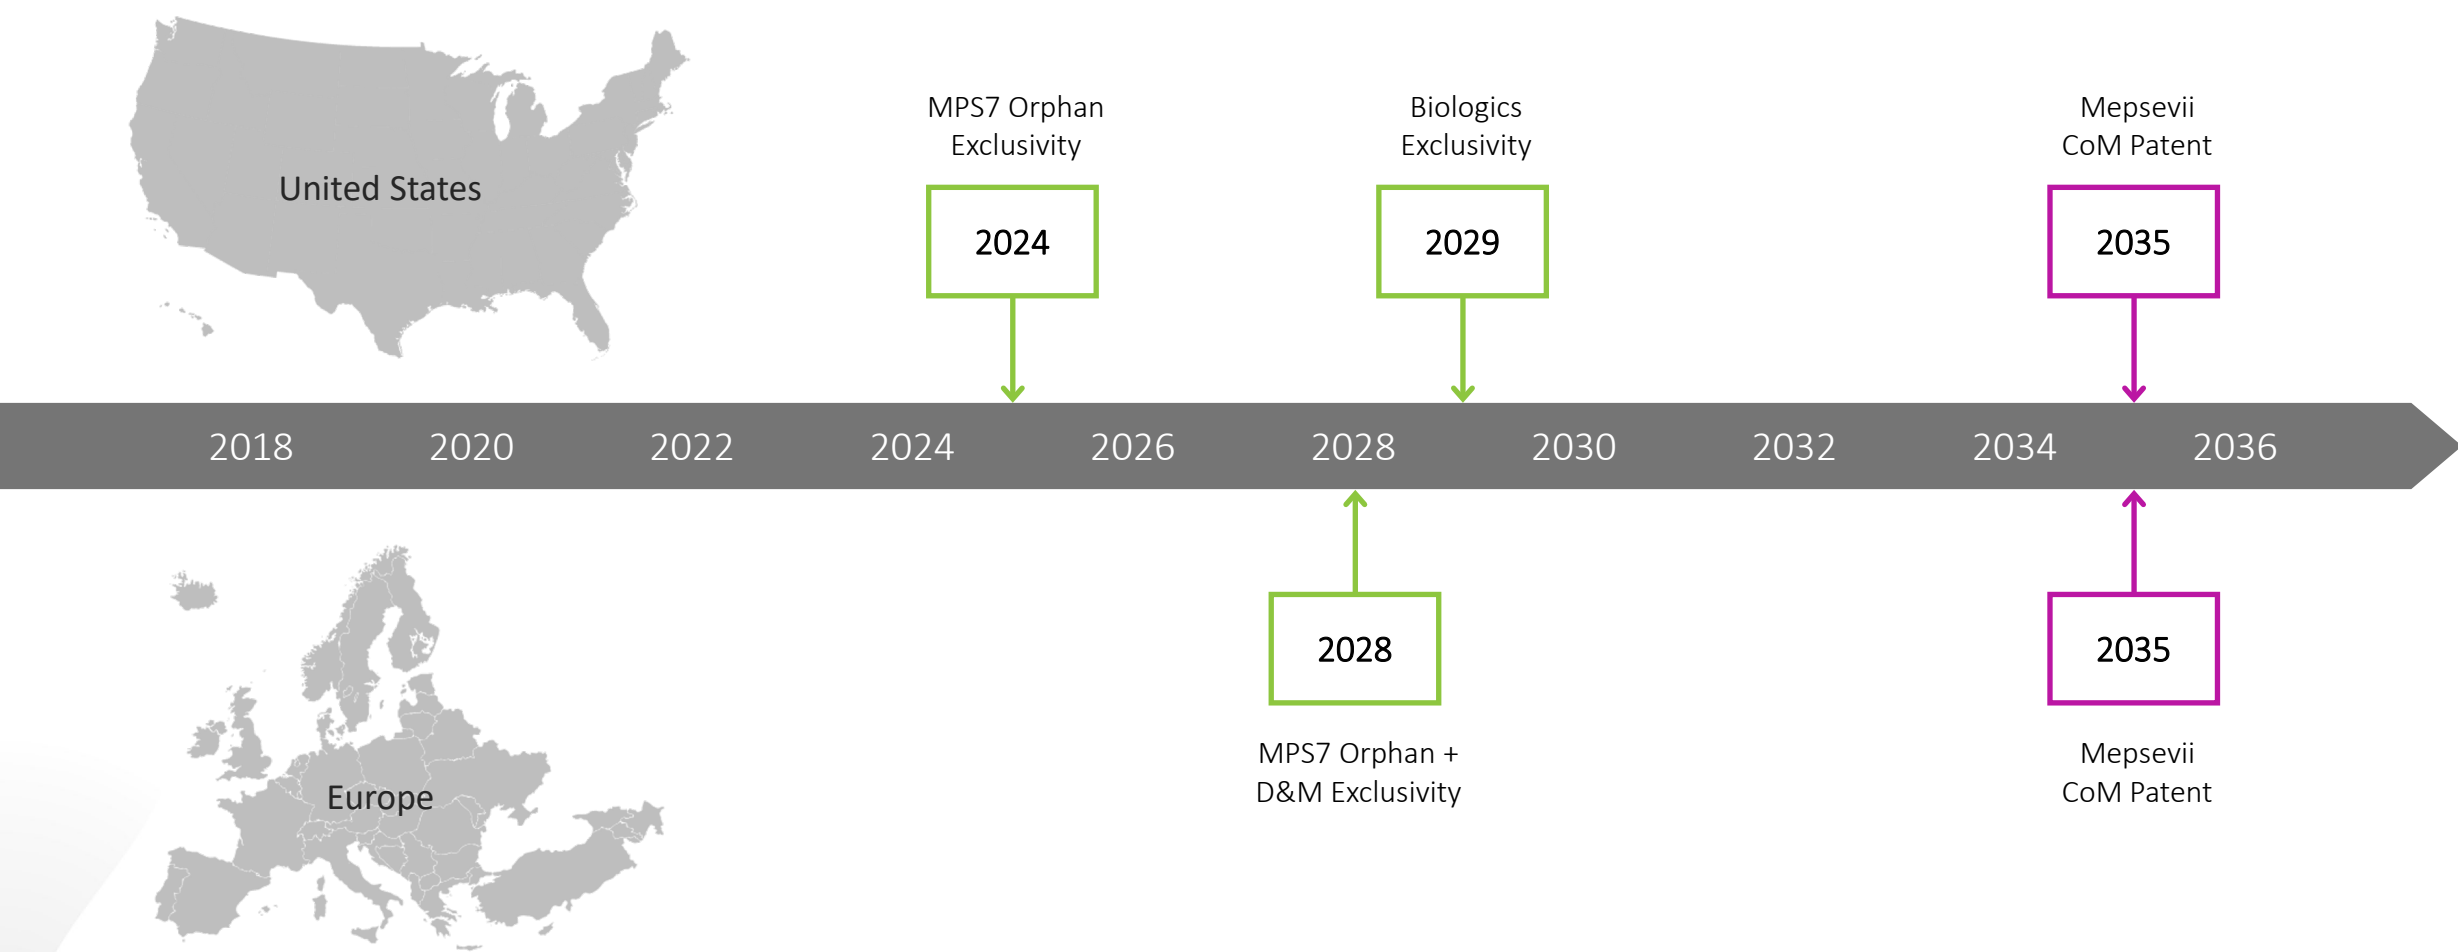 United States
MPS7 Orphan
Exclusivity
2024
Biologics
Exclusivity
2029
Mepsevii
CoM Patent
2035
2018 2020 2022 2024 2026 2028 2030 2032 2034 2036
Europe
2028
MPS7 Orphan +
D&M Exclusivity
2035
Mepsevii
CoM Patent